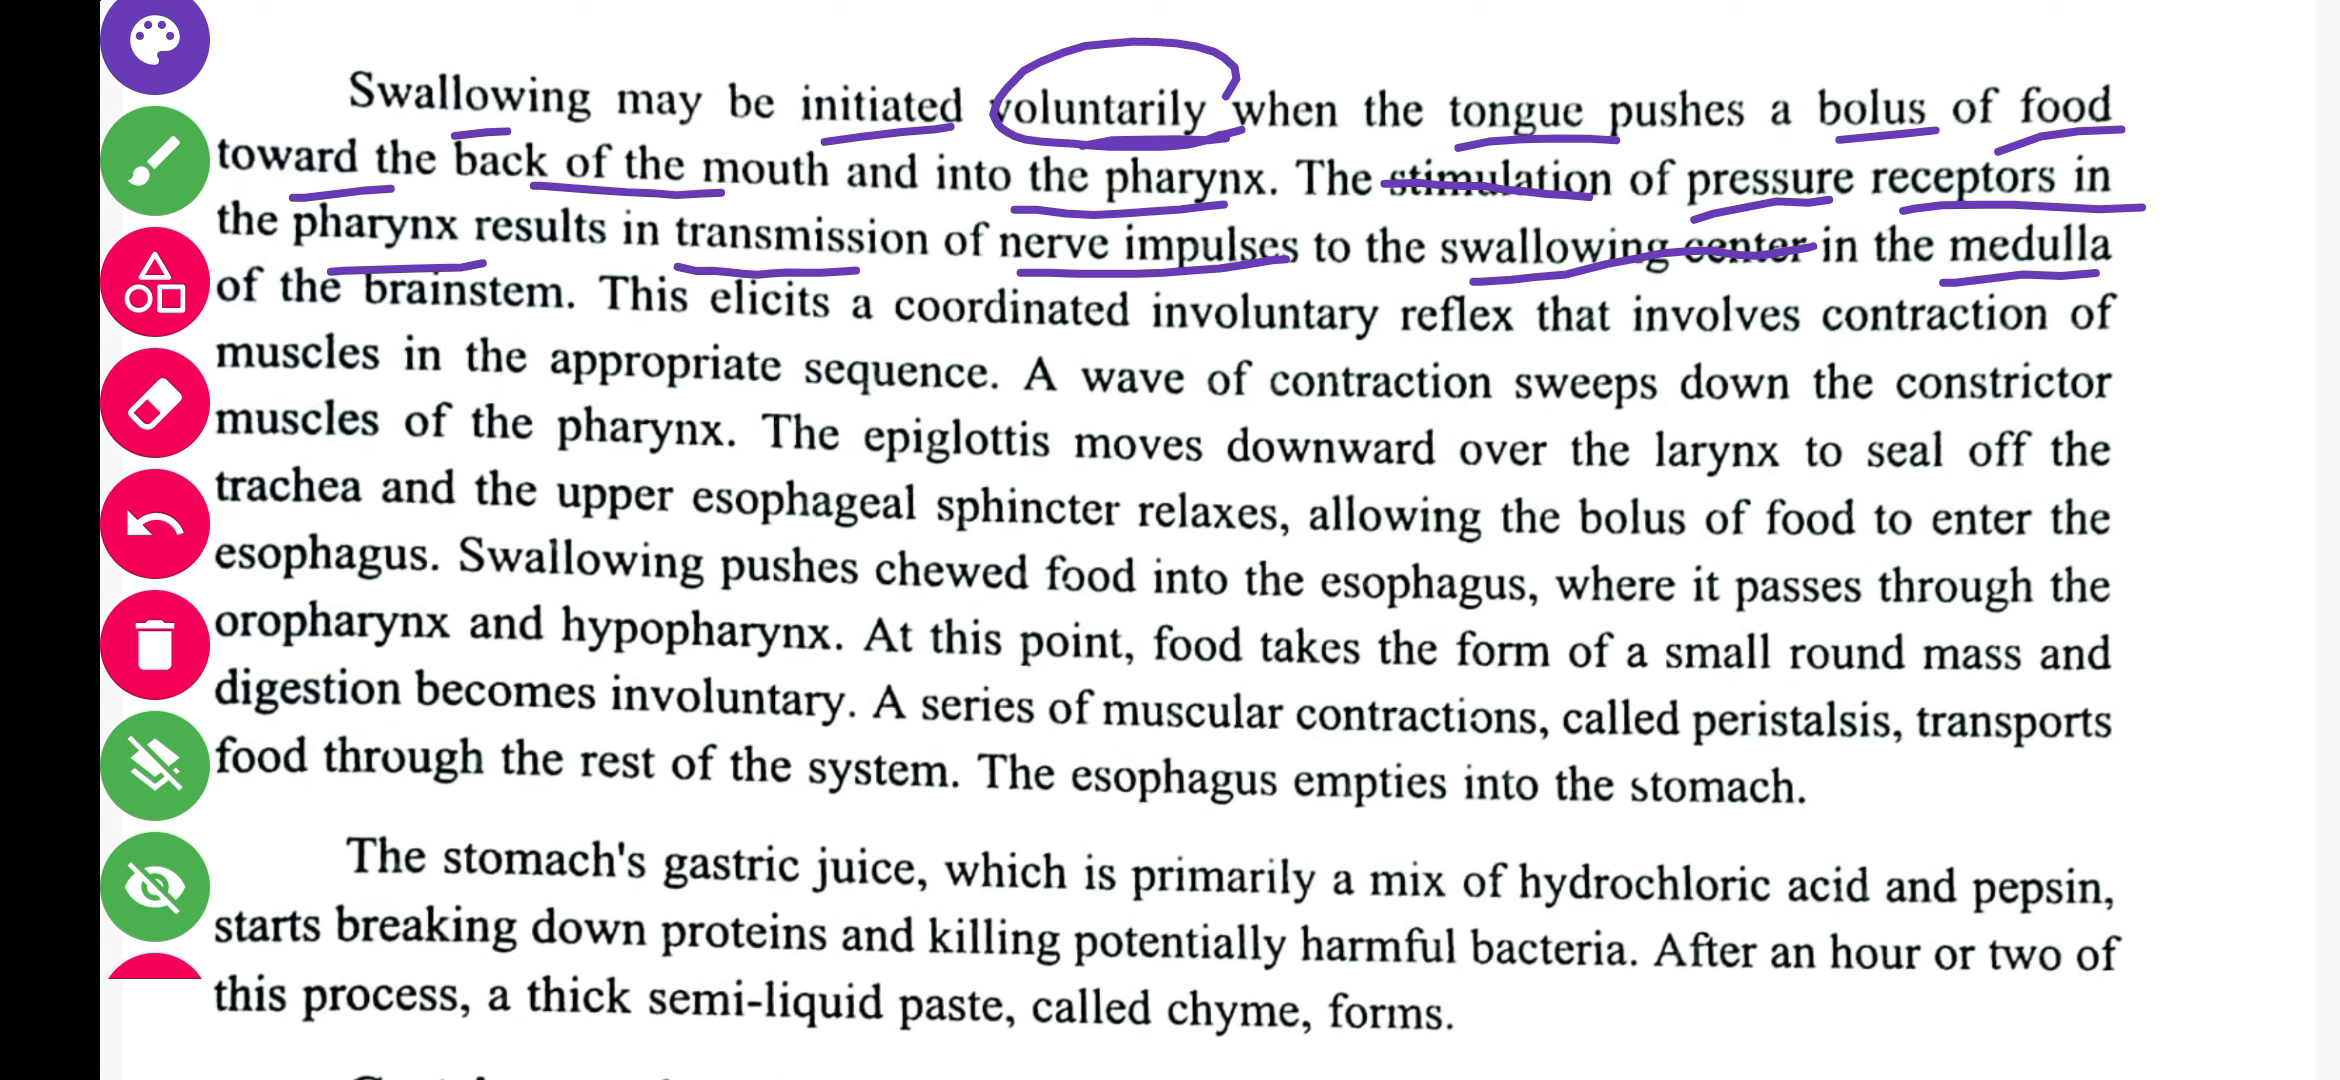 Swallowing may be initiated voluntarily when the tongue pushes a bolus of food
toward the back of the mouth and into the pharynx. The stimulation of pressure receptors in
the pharynx results in transmission of nerve impulses to the swallowing center in the medulla
of the brainstem. This elicits a coordinated involuntary reflex that involves contraction of
muscles in the appropriate sequence. A wave of contraction sweeps down the constrictor
muscles of the pharynx. The epiglottis moves downward over the larynx to seal off the
trachea and the upper esophageal sphincter relaxes, allowing the bolus of food to enter the
esophagus. Swallowing pushes chewed food into the esophagus, where it passes through the
oropharynx and hypopharynx. At this point, food takes the form of a small round mass and
digestion becomes involuntary. A series of muscular contractions, called peristalsis, transports
food through the rest of the system. The esophagus empties into the stomach.
The stomach's gastric juice, which is primarily a mix of hydrochloric acid and pepsin,
starts breaking down proteins and killing potentially harmful bacteria. After an hour or two of
this process, a thick semi-liquid paste, called chyme, forms.